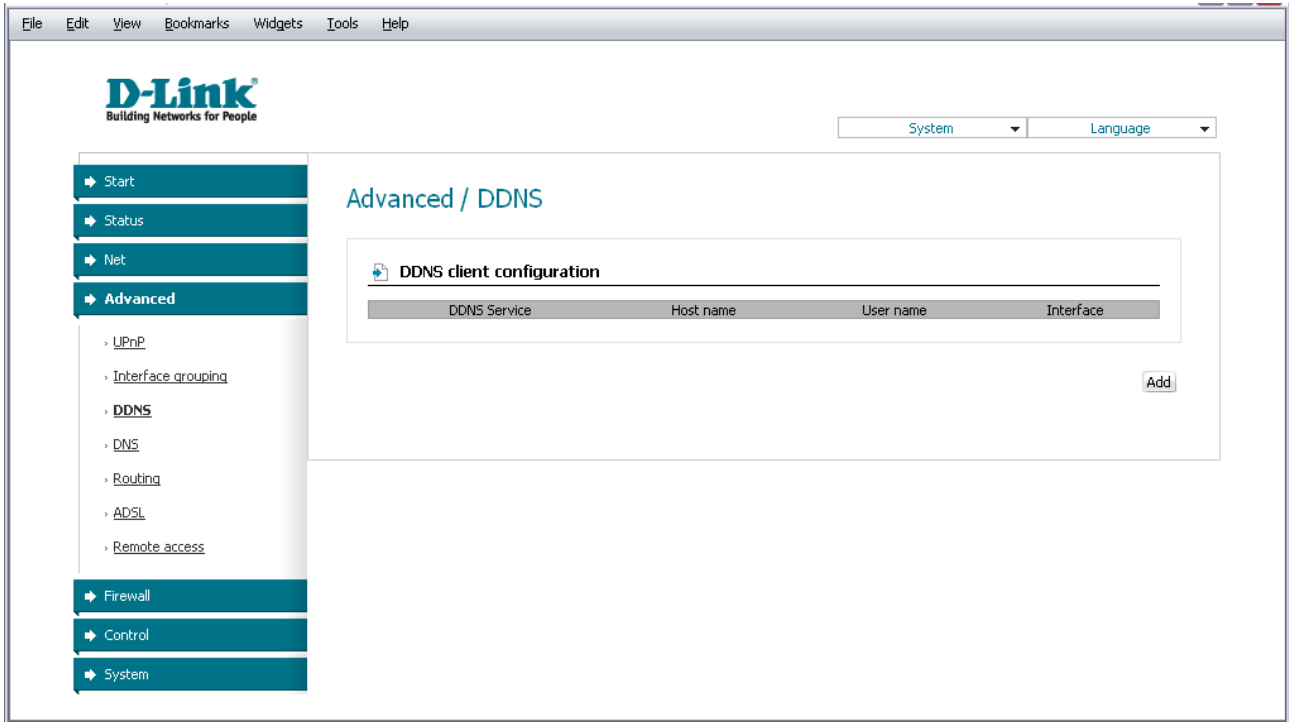 File Edit View Bookmarks Widgets Tools Help
D-Link®
Building Networks for People
System Language
Start
Status
Net
Advanced
UPnP
Interface grouping
DDNS
DNS
Routing
ADSL
Remote access
Firewall
Control
System
Advanced / DDNS
DDNS client configuration
DDNS Service Host name User name Interface
Add